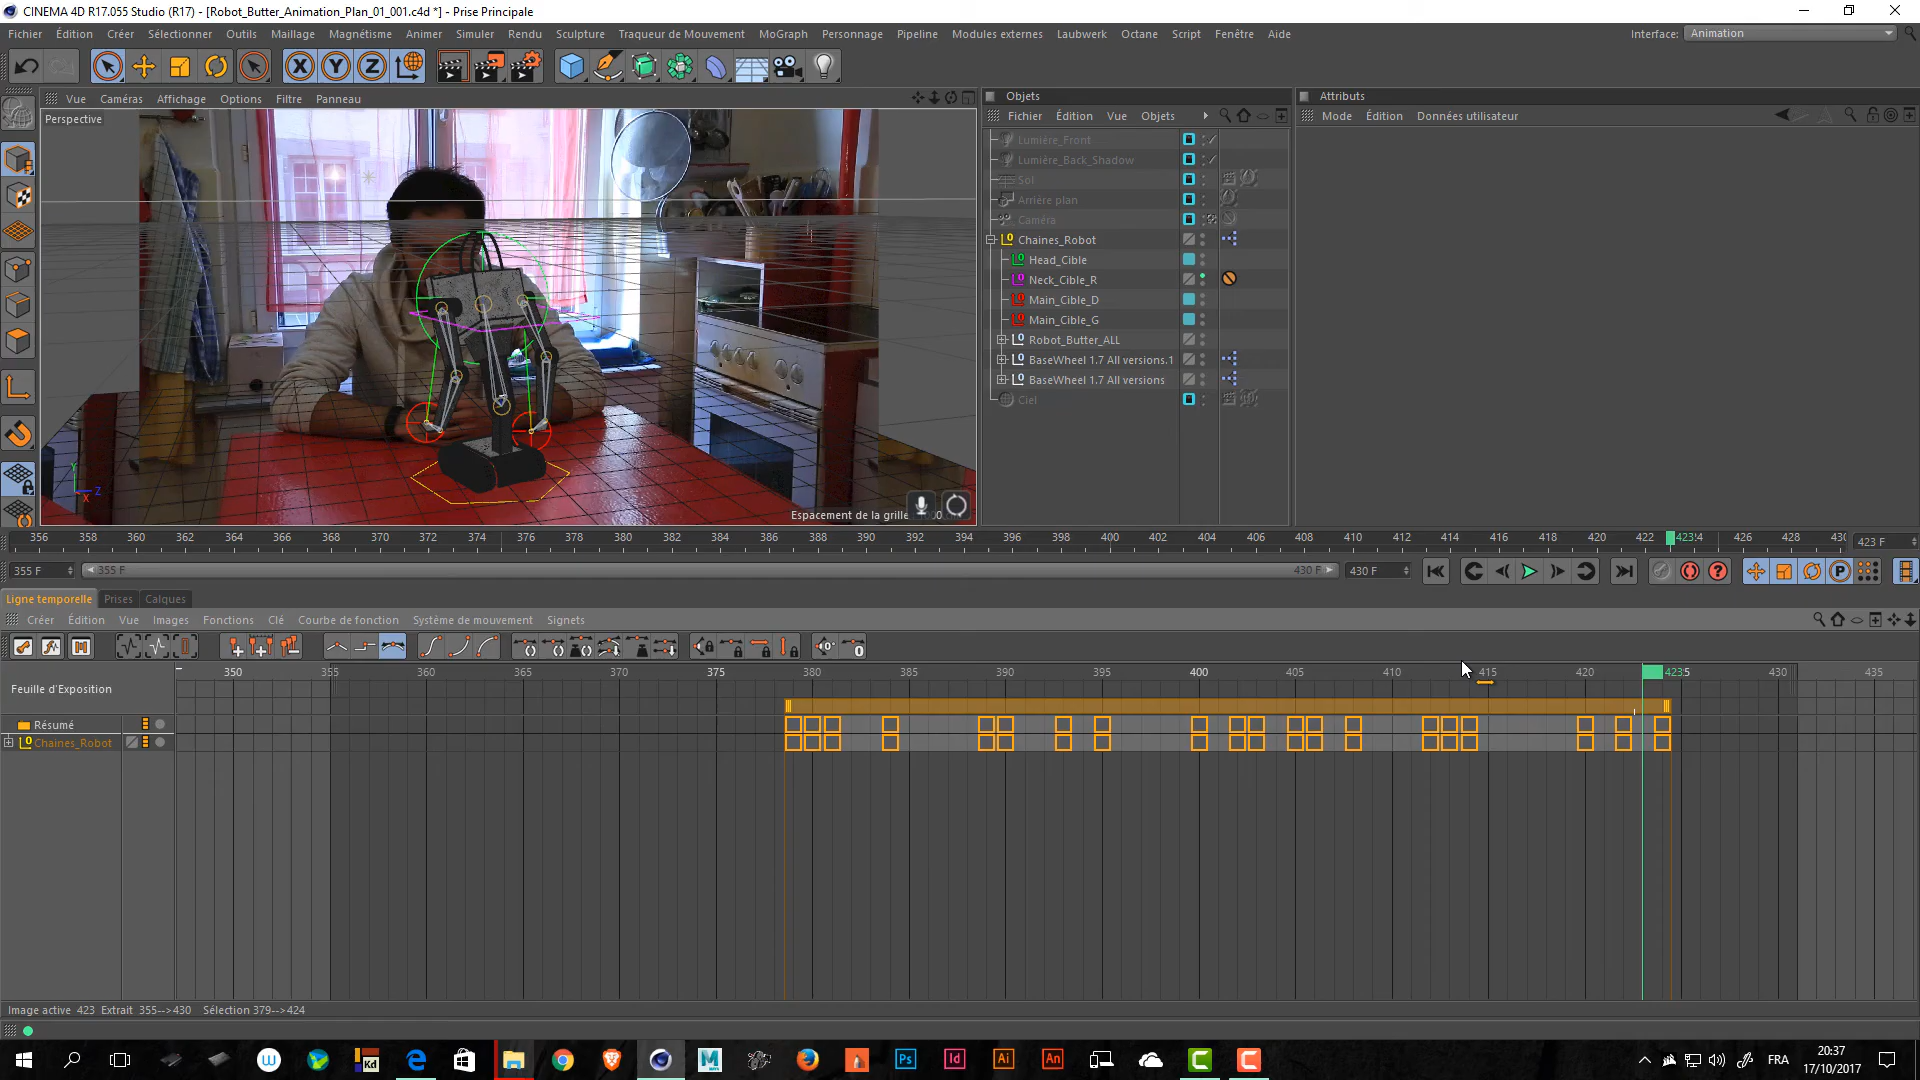 CINEMA 4D R17.055 Studio (R17) - [Robot_Butter_Animation_Plan_01_001.c4d *] - Prise Principale
Fichier Édition Créer Sélectionner Outils Maillage Magnétisme Animer Simuler Rendu Sculpture Traqueur de Mouvement MoGraph Personnage Pipeline Modules externes Laubwerk Octane Script Fenêtre Aide Interface: Animation
Vue Caméras Affichage Options Filtre Panneau
Perspective
Espacement de la grille
Objets
Fichier Édition Vue Objets
Lumière_Front
Lumière_Back_Shadow
Sol
Arrière plan
Caméra
Chaines_Robot
Head_Cible
Neck_Cible_R
Main_Cible_D
Main_Cible_G
Robot_Butter_ALL
BaseWheel 1.7 All versions.1
BaseWheel 1.7 All versions
Ciel
Attributs
Mode Édition Données utilisateur
356 358 360 362 364 366 368 370 372 374 376 378 380 382 384 386 388 390 392 394 396 398 400 402 404 406 408 410 412 414 416 418 420 422 426 428 423 F
355 F 355 F 430 F 430 F
Ligne temporelle Prises Calques
Créer Édition Vue Images Fonctions Clé Courbe de fonction Système de mouvement Signets
Feuille d'Exposition 350 355 360 365 370 375 380 385 390 395 400 405 410 415 420 430 435
Résumé
Chaines_Robot
Image active 423 Extrait 355-->430 Sélection 379-->424
Kd Ps Id Ai An FRA 20:37
17/10/2017